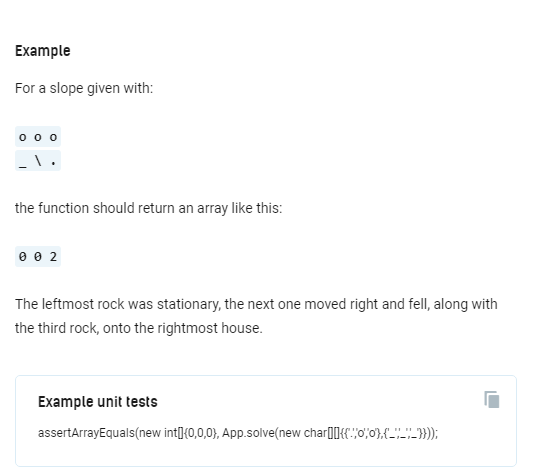 Example
For a slope given with:
o o o
_ \ .
the function should return an array like this:
0 0 2
The leftmost rock was stationary, the next one moved right and fell, along with
the third rock, onto the rightmost house.
Example unit tests
assertArrayEquals(new int[]{0,0,0}, App.solve(new char[][]{{'.','o','o'},{'_','_','_'}}));